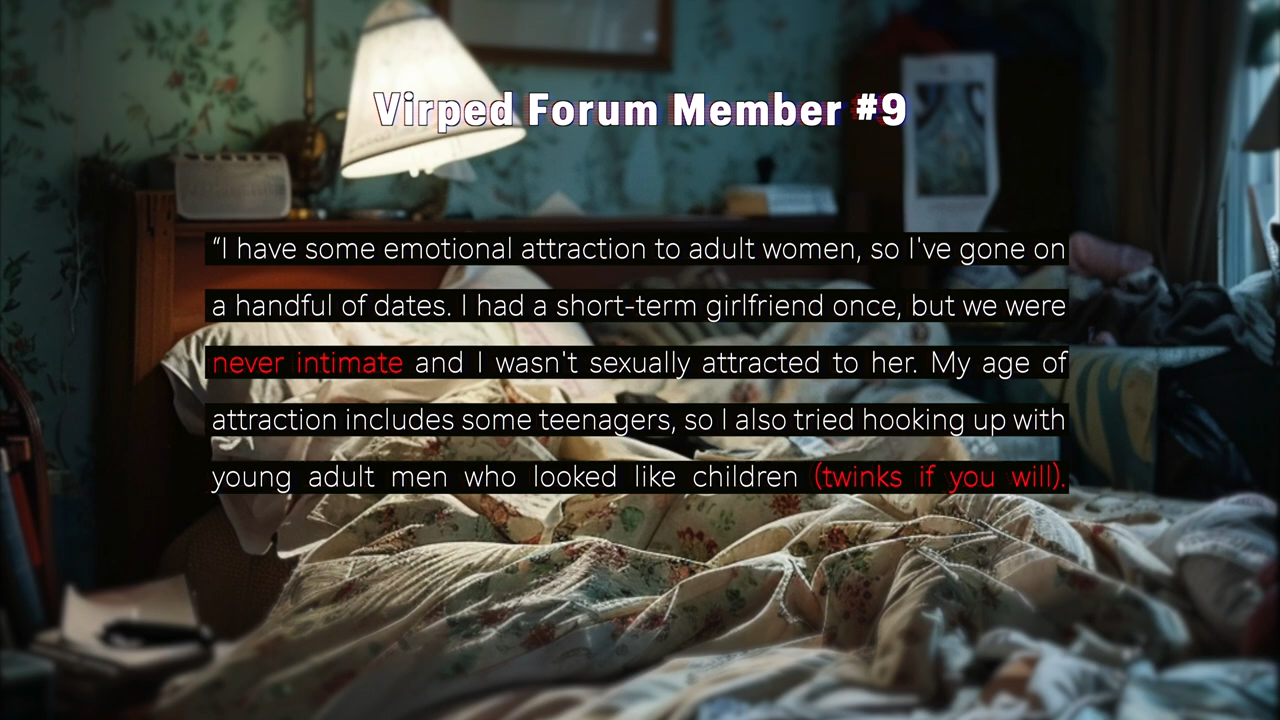 Virped Forum Member #9
“I have some emotional attraction to adult women, so I've gone on
a handful of dates. I had a short-term girlfriend once, but we were
never intimate and I wasn't sexually attracted to her. My age of
attraction includes some teenagers, so I also tried hooking up with
young adult men who looked like children (twinks if you will).